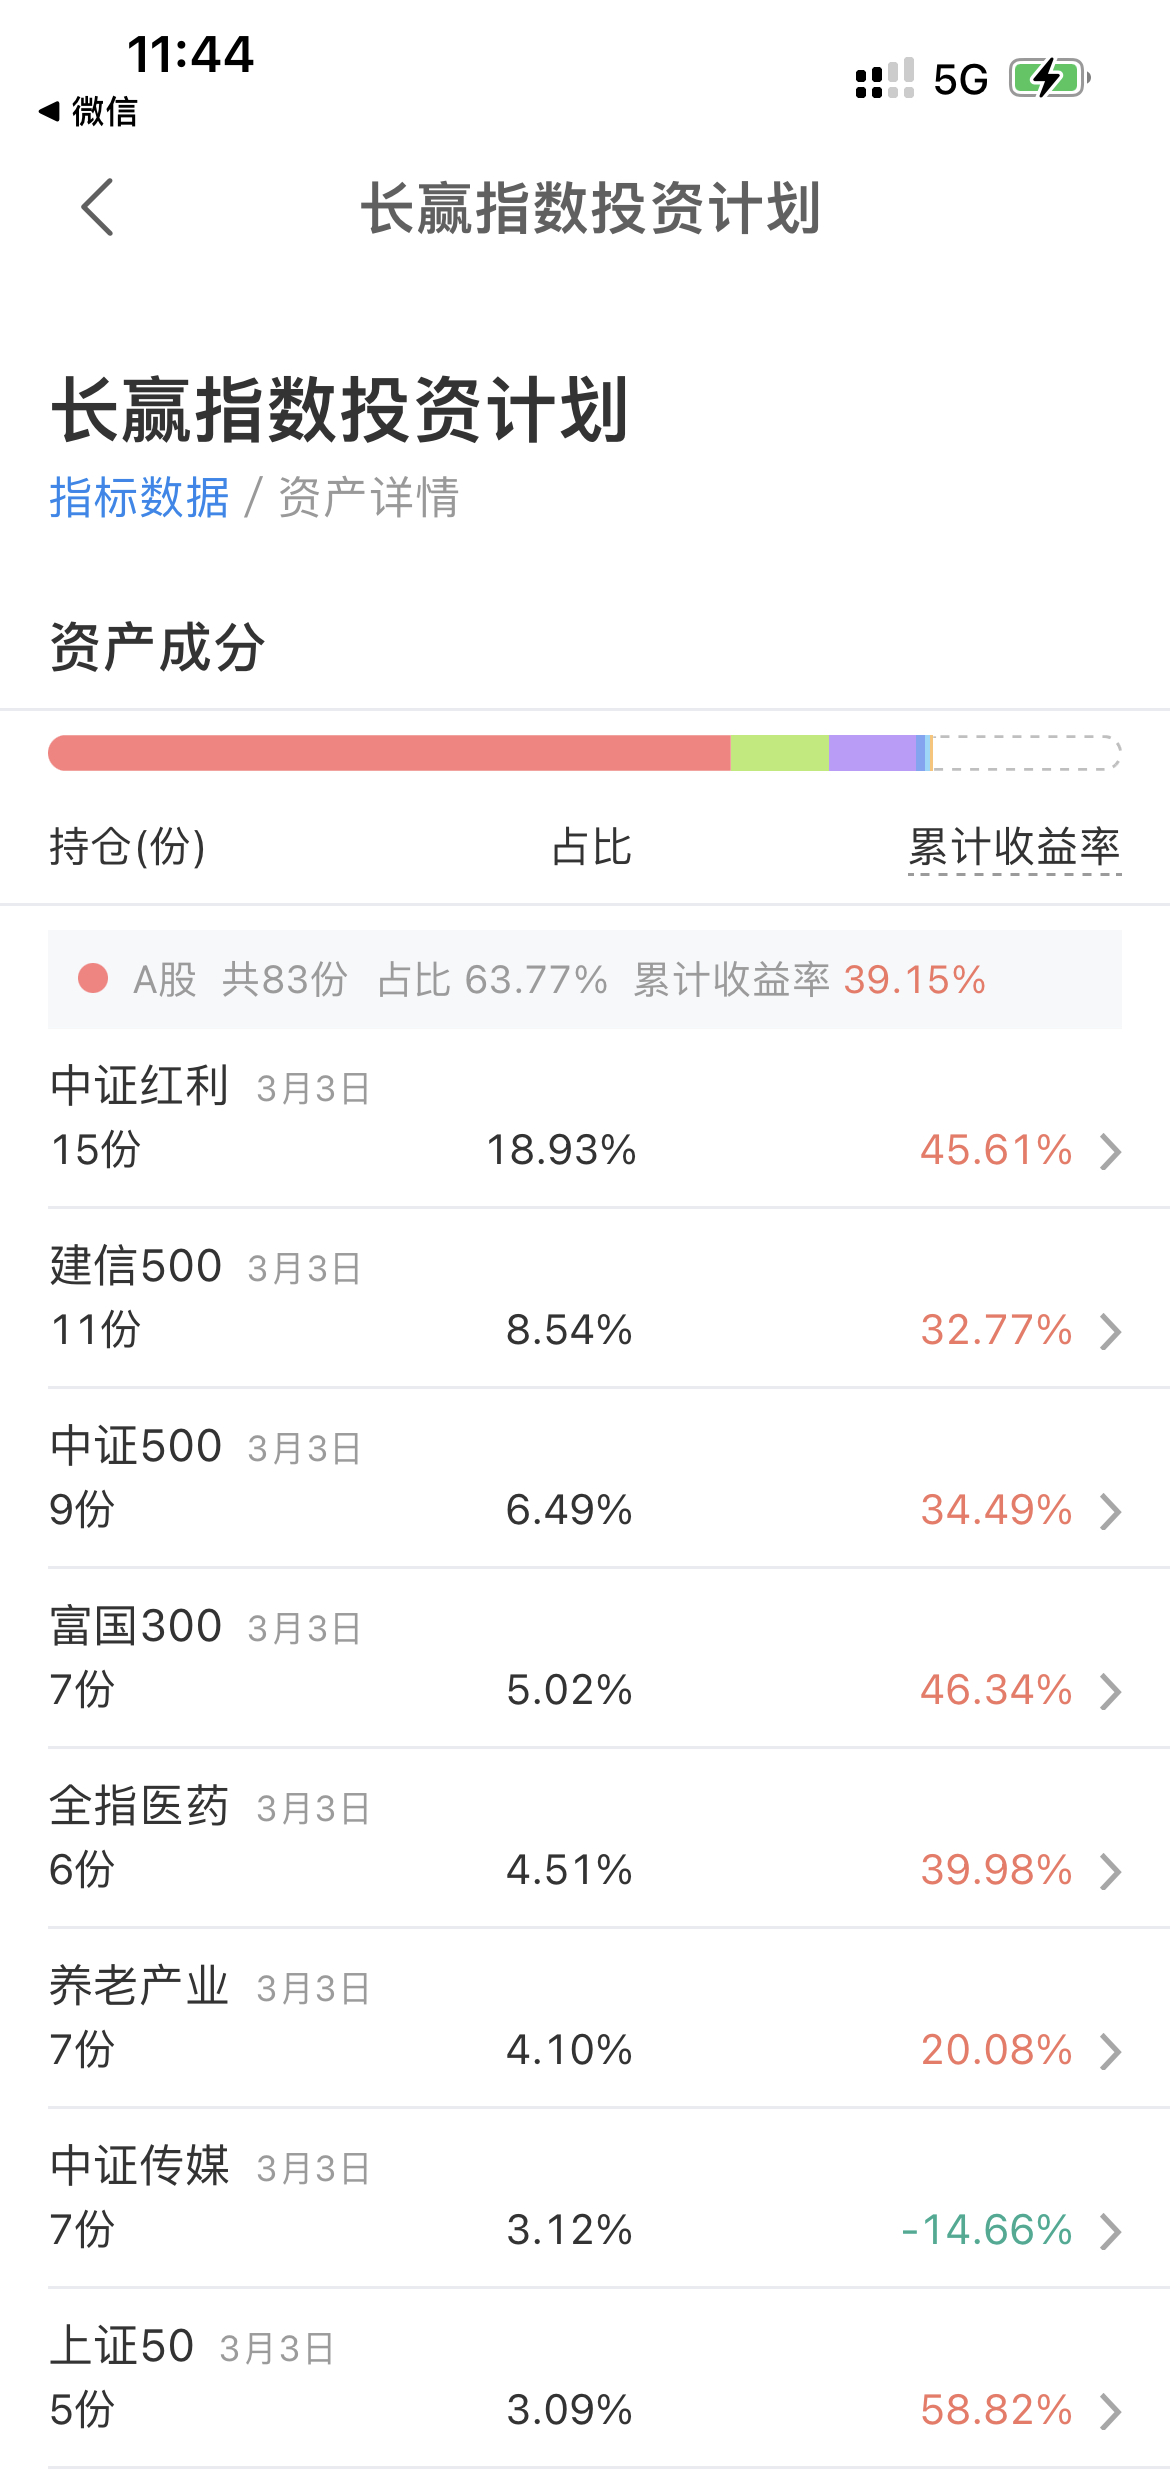 11:44
5G
微信
长赢指数投资计划
长赢指数投资计划
指标数据 / 资产详情
资产成分
持仓(份) 占比 累计收益率
A股 共83份 占比 63.77% 累计收益率 39.15%
中证红利 3月3日
15份 18.93% 45.61%
建信500 3月3日
11份 8.54% 32.77%
中证500 3月3日
9份 6.49% 34.49%
富国300 3月3日
7份 5.02% 46.34%
全指医药 3月3日
6份 4.51% 39.98%
养老产业 3月3日
7份 4.10% 20.08%
中证传媒 3月3日
7份 3.12% -14.66%
上证50 3月3日
5份 3.09% 58.82%